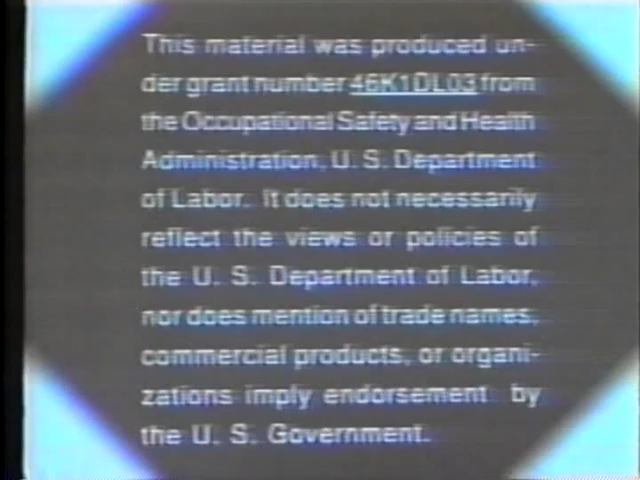 This material was produced un-
der grant number 46K1DL03 from
the Occupational Safety and Health
Administration, U. S. Department
of Labor. It does not necessarily
reflect the views or policies of
the U. S. Department of Labor,
nor does mention of trade names,
commercial products, or organi-
zations imply endorsement by
the U. S. Government.